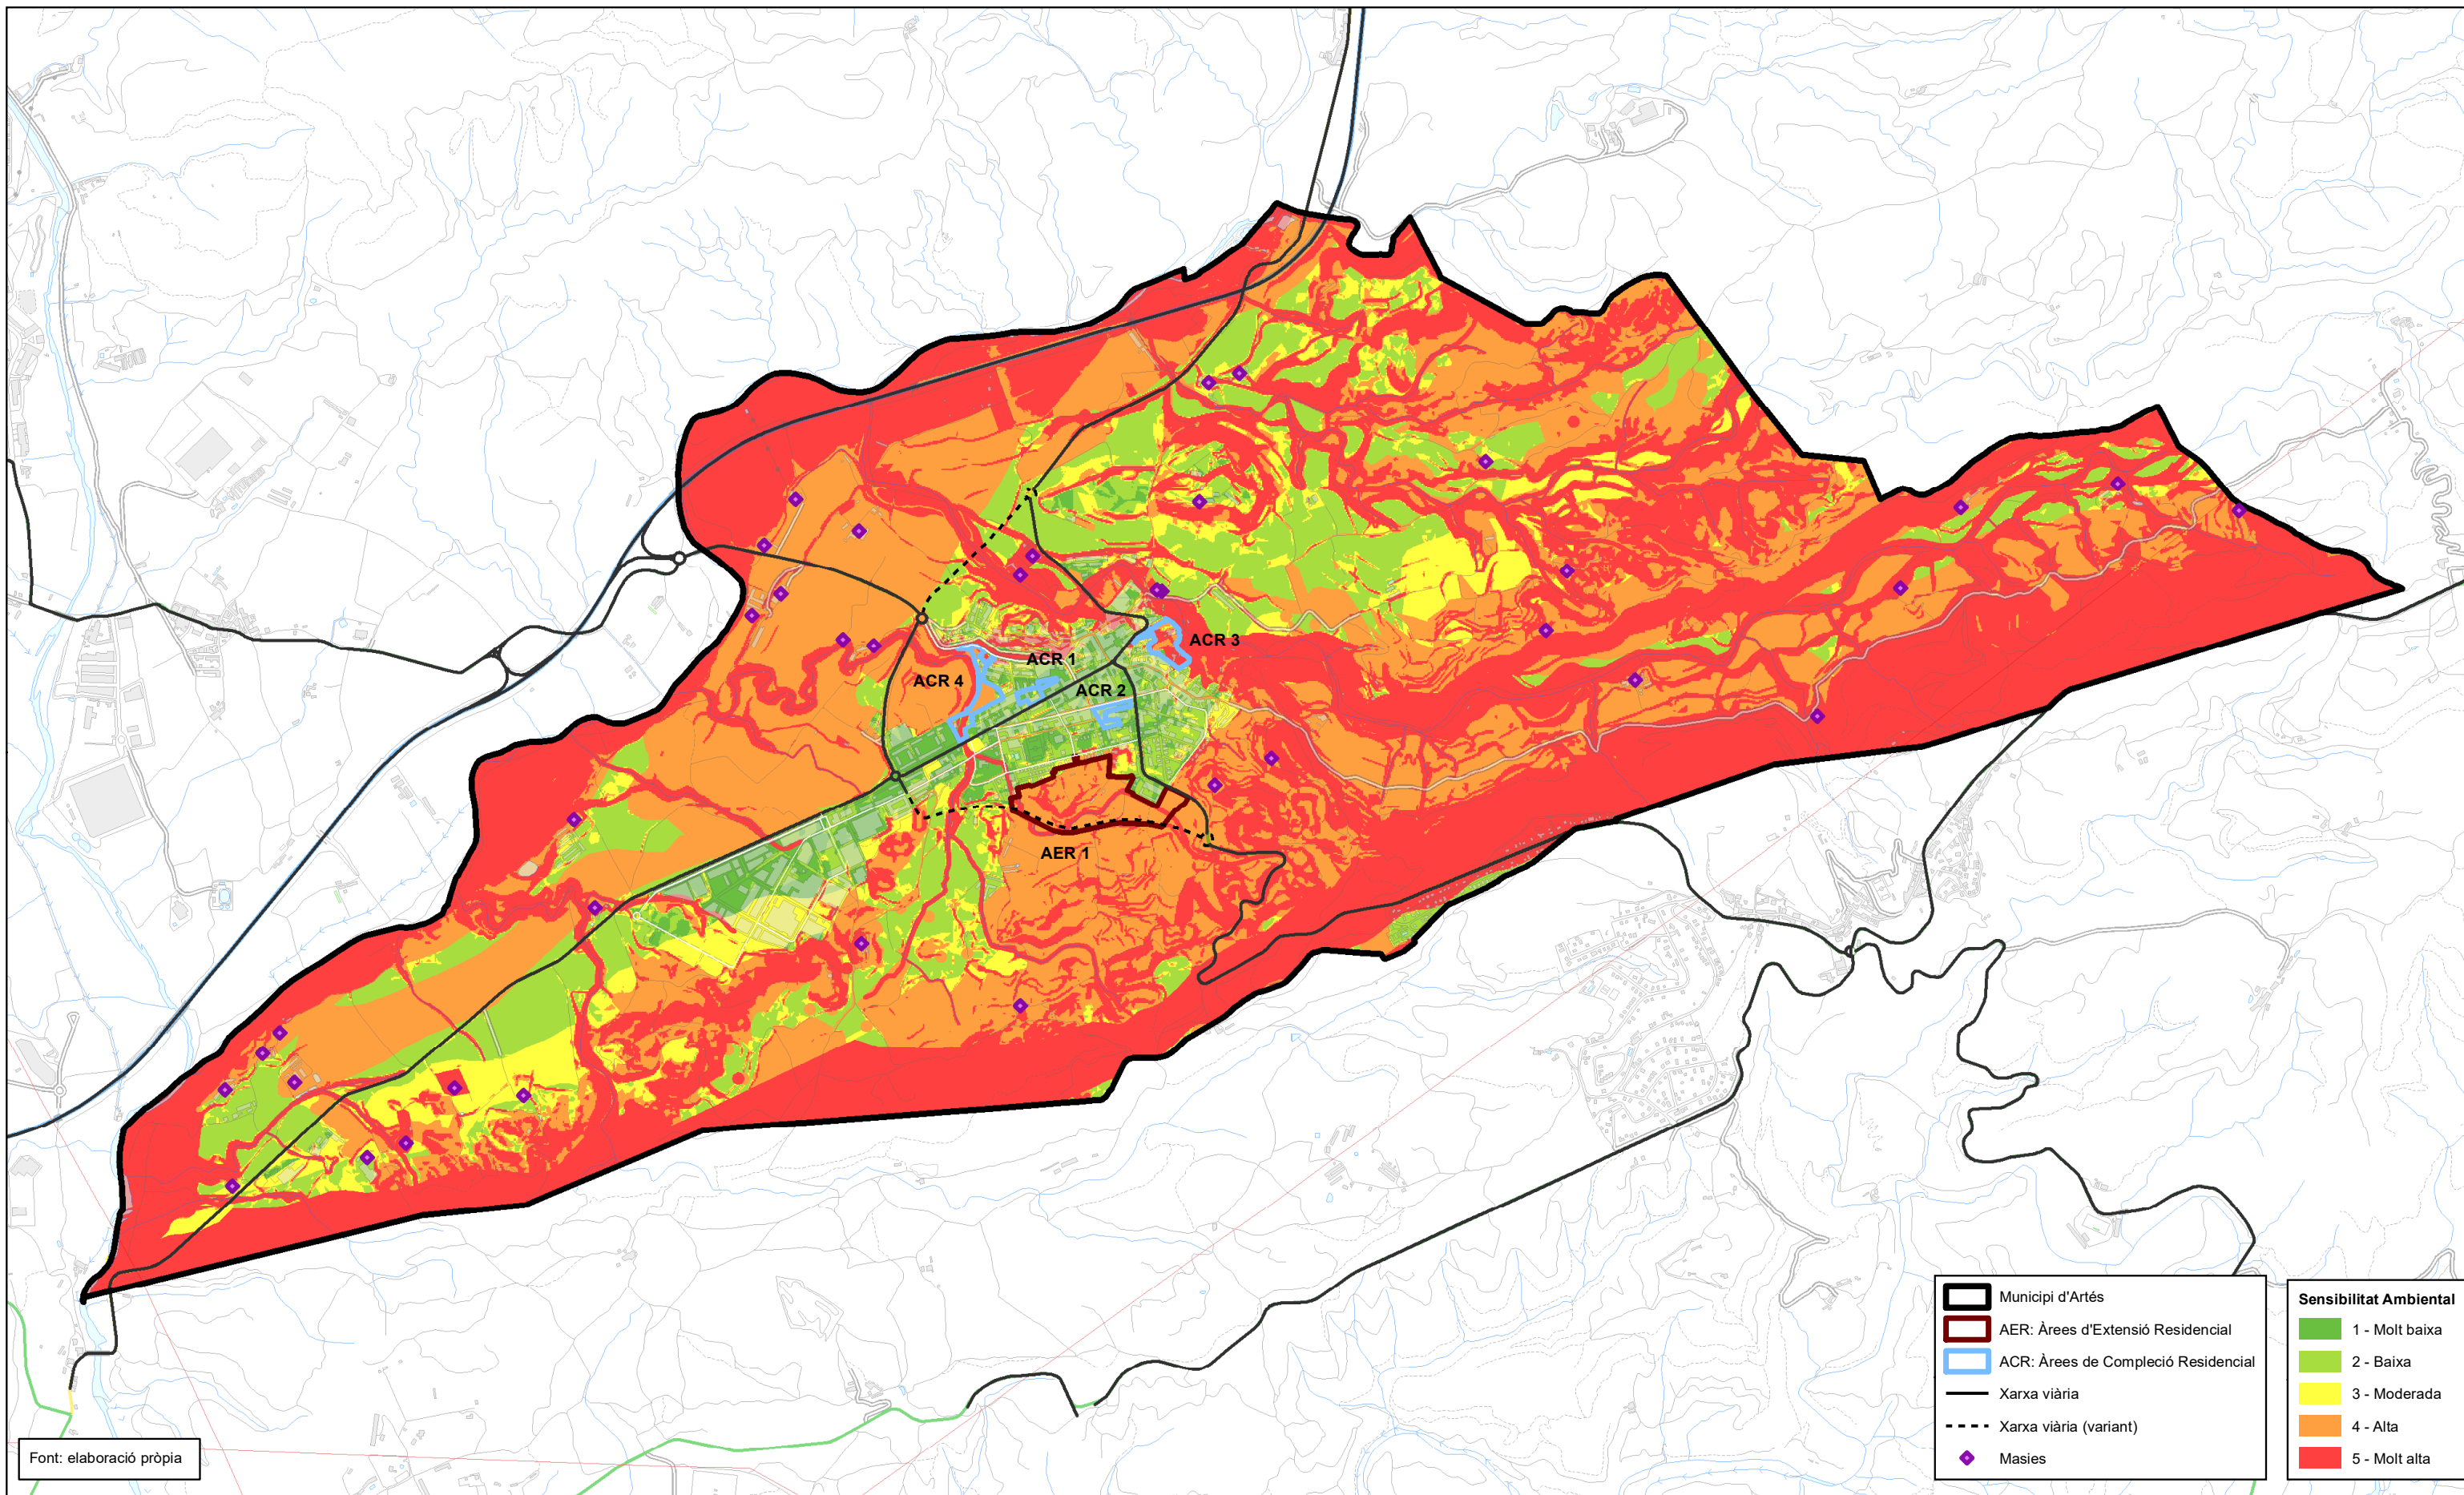 ACR 3
ACR 1
ACR 4
ACR 2
AER 1
Municipi d'Artés
AER: Àrees d'Extensió Residencial
ACR: Àrees de Compleció Residencial
Xarxa viària
Xarxa viària (variant)
Masies
Sensibilitat Ambiental
1 - Molt baixa
2 - Baixa
3 - Moderada
4 - Alta
5 - Molt alta
Font: elaboració pròpia